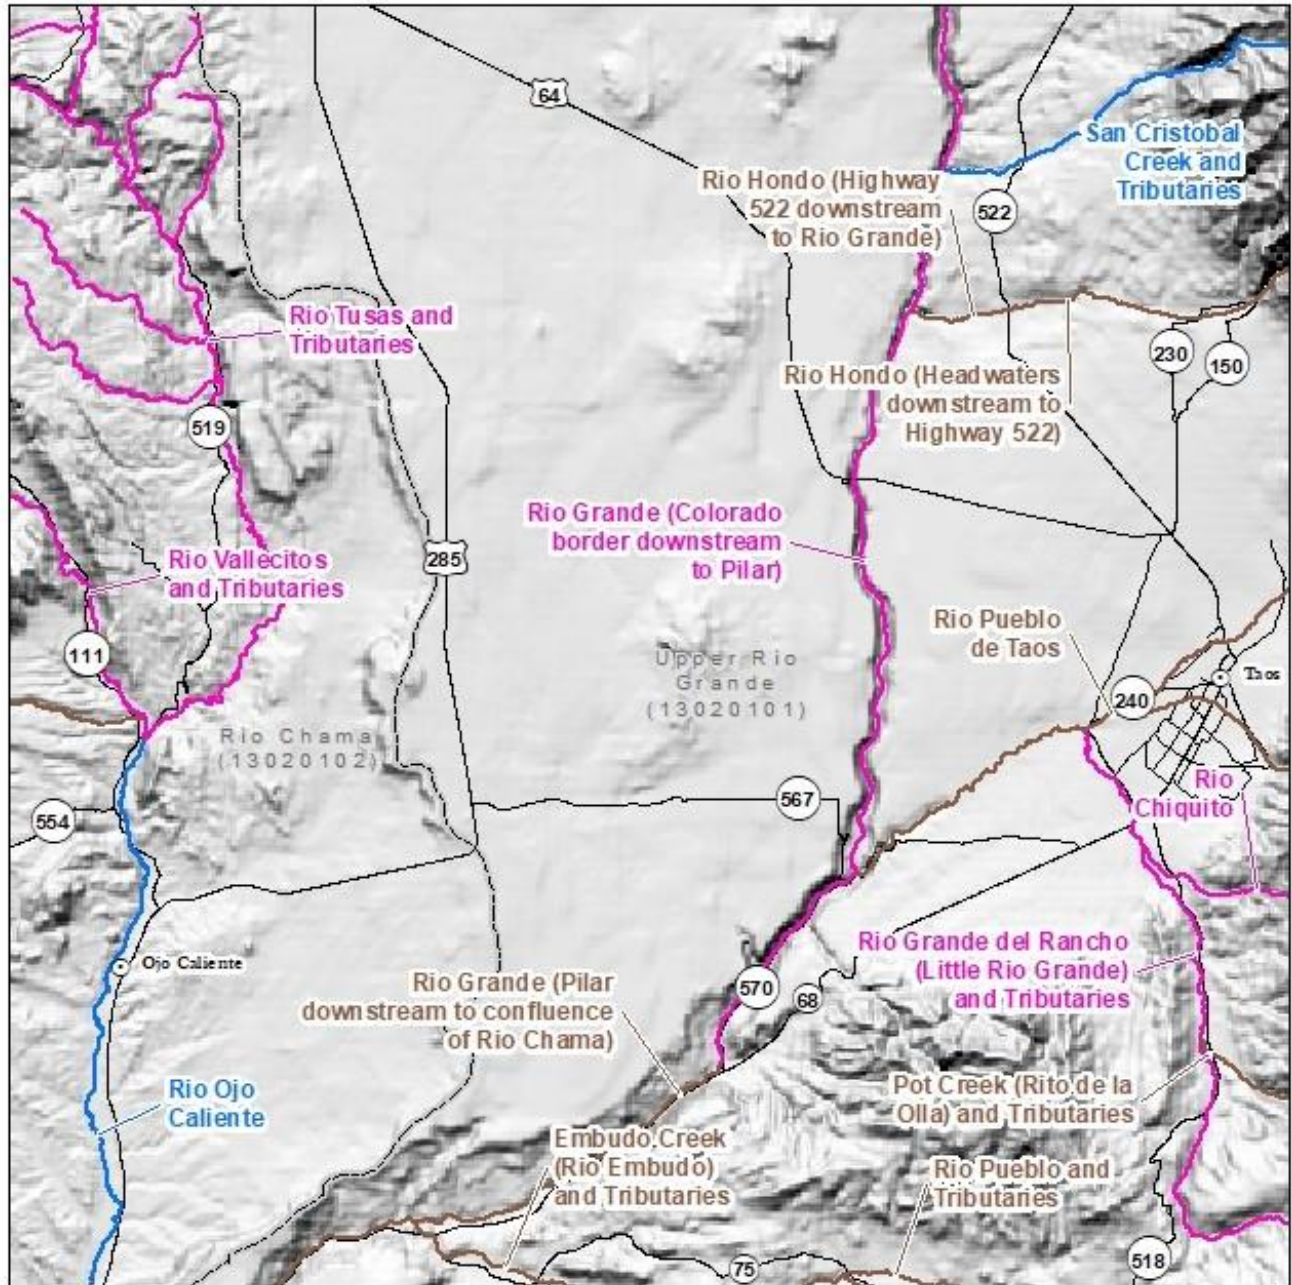 64
San Cristobal
Creek and
Tributaries
Rio Hondo (Highway
522 downstream
to Rio Grande)
522
Rio Tusas and
Tributaries
230
150
Rio Hondo (Headwaters
downstream to
Highway 522)
519
Rio Grande (Colorado
border downstream
to Pilar)
285
Rio Vallecitos
and Tributaries
111
Rio Pueblo
de Taos
Upper Rio
Grande
(13020101)
Taos
240
Rio Chama
(13020102)
Rio
Chiquito
567
554
Rio Grande del Rancho
(Little Rio Grande)
and Tributaries
Ojo Caliente
570
68
Rio Grande (Pilar
downstream to confluence
of Rio Chama)
Rio Ojo
Caliente
Pot Creek (Rito de la
Olla) and Tributaries
Embudo Creek
(Rio Embudo)
and Tributaries
Rio Pueblo and
Tributaries
518
75